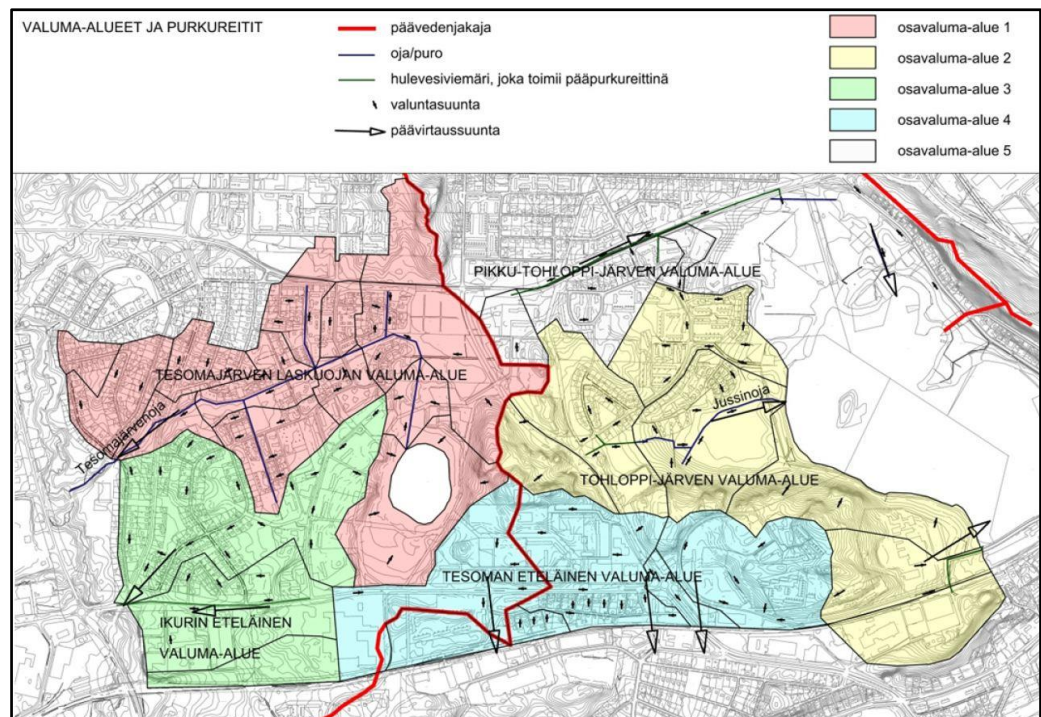 VALUMA-ALUEET JA PURKUREITIT
päävedenjakaja
oja/puro
hulevesiviemäri, joka toimii pääpurkureittinä
valuntasuunta
päävirtaussuunta
osavaluma-alue 1
osavaluma-alue 2
osavaluma-alue 3
osavaluma-alue 4
osavaluma-alue 5
PIKKU-TOHLOPPI-JÄRVEN VALUMA-ALUE
TESOMAJÄRVEN LASKUOJAN VALUMA-ALUE
Jussinoja
Tesomajärvenoja
TOHLOPPI-JÄRVEN VALUMA-ALUE
TESOMAN ETELÄINEN VALUMA-ALUE
IKURIN ETELÄINEN
VALUMA-ALUE